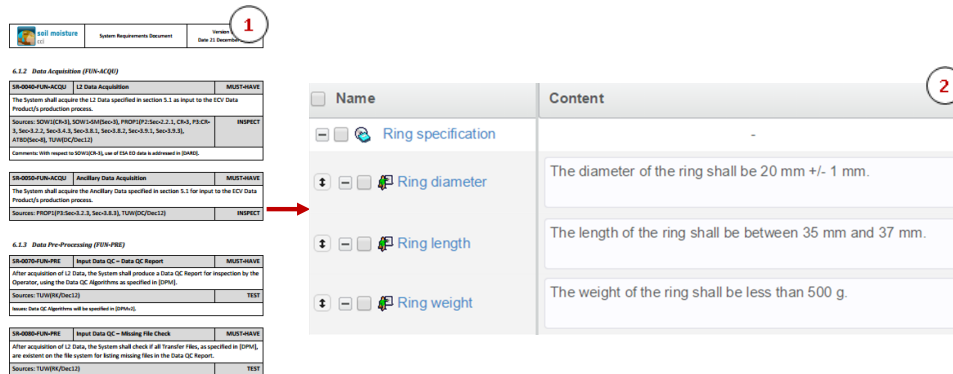 1
soil moisture
cci
System Requirements Document
Version
Date 21 December
6.1.2 Data Acquisition (FUN-ACQU)
SR-0040-FUN-ACQU L2 Data Acquisition MUST-HAVE
The System shall acquire the L2 Data specified in section 5.1 as input to the ECV Data
Product/s production process.
Sources: SOW1(CR-3), SOW1-SM(Sec-3), PROP1(P2:Sec-2.2.1, CR-3, P3:CR- INSPECT
3, Sec-3.2.2, Sec-3.4.3, Sec-3.8.1, Sec-3.8.2, Sec-3.9.1, Sec-3.9.3),
ATBD(Sec-8), TUW(DC/Dec12)
Comments: With respect to SOW1(CR-3), use of ESA EO data is addressed in [DARD].
SR-0050-FUN-ACQU Ancillary Data Acquisition MUST-HAVE
The System shall acquire the Ancillary Data specified in section 5.1 for input to the ECV Data
Product/s production process.
Sources: PROP1(P3:Sec-3.2.3, Sec-3.8.3), TUW(DC/Dec12) INSPECT
6.1.3 Data Pre-Processing (FUN-PRE)
SR-0070-FUN-PRE Input Data QC – Data QC Report MUST-HAVE
After acquisition of L2 Data, the System shall produce a Data QC Report for inspection by the
Operator, using the Data QC Algorithms as specified in [DPM].
Sources: TUW(RK/Dec12) TEST
Issues: Data QC Algorithms will be specified in [DPMv2].
SR-0080-FUN-PRE Input Data QC – Missing File Check MUST-HAVE
After acquisition of L2 Data, the System shall check if all Transfer Files, as specified in [DPM],
are existent on the file system for listing missing files in the Data QC Report.
Sources: TUW(RK/Dec12) TEST
2
Name Content
Ring specification -
Ring diameter The diameter of the ring shall be 20 mm +/- 1 mm.
Ring length The length of the ring shall be between 35 mm and 37 mm.
Ring weight The weight of the ring shall be less than 500 g.